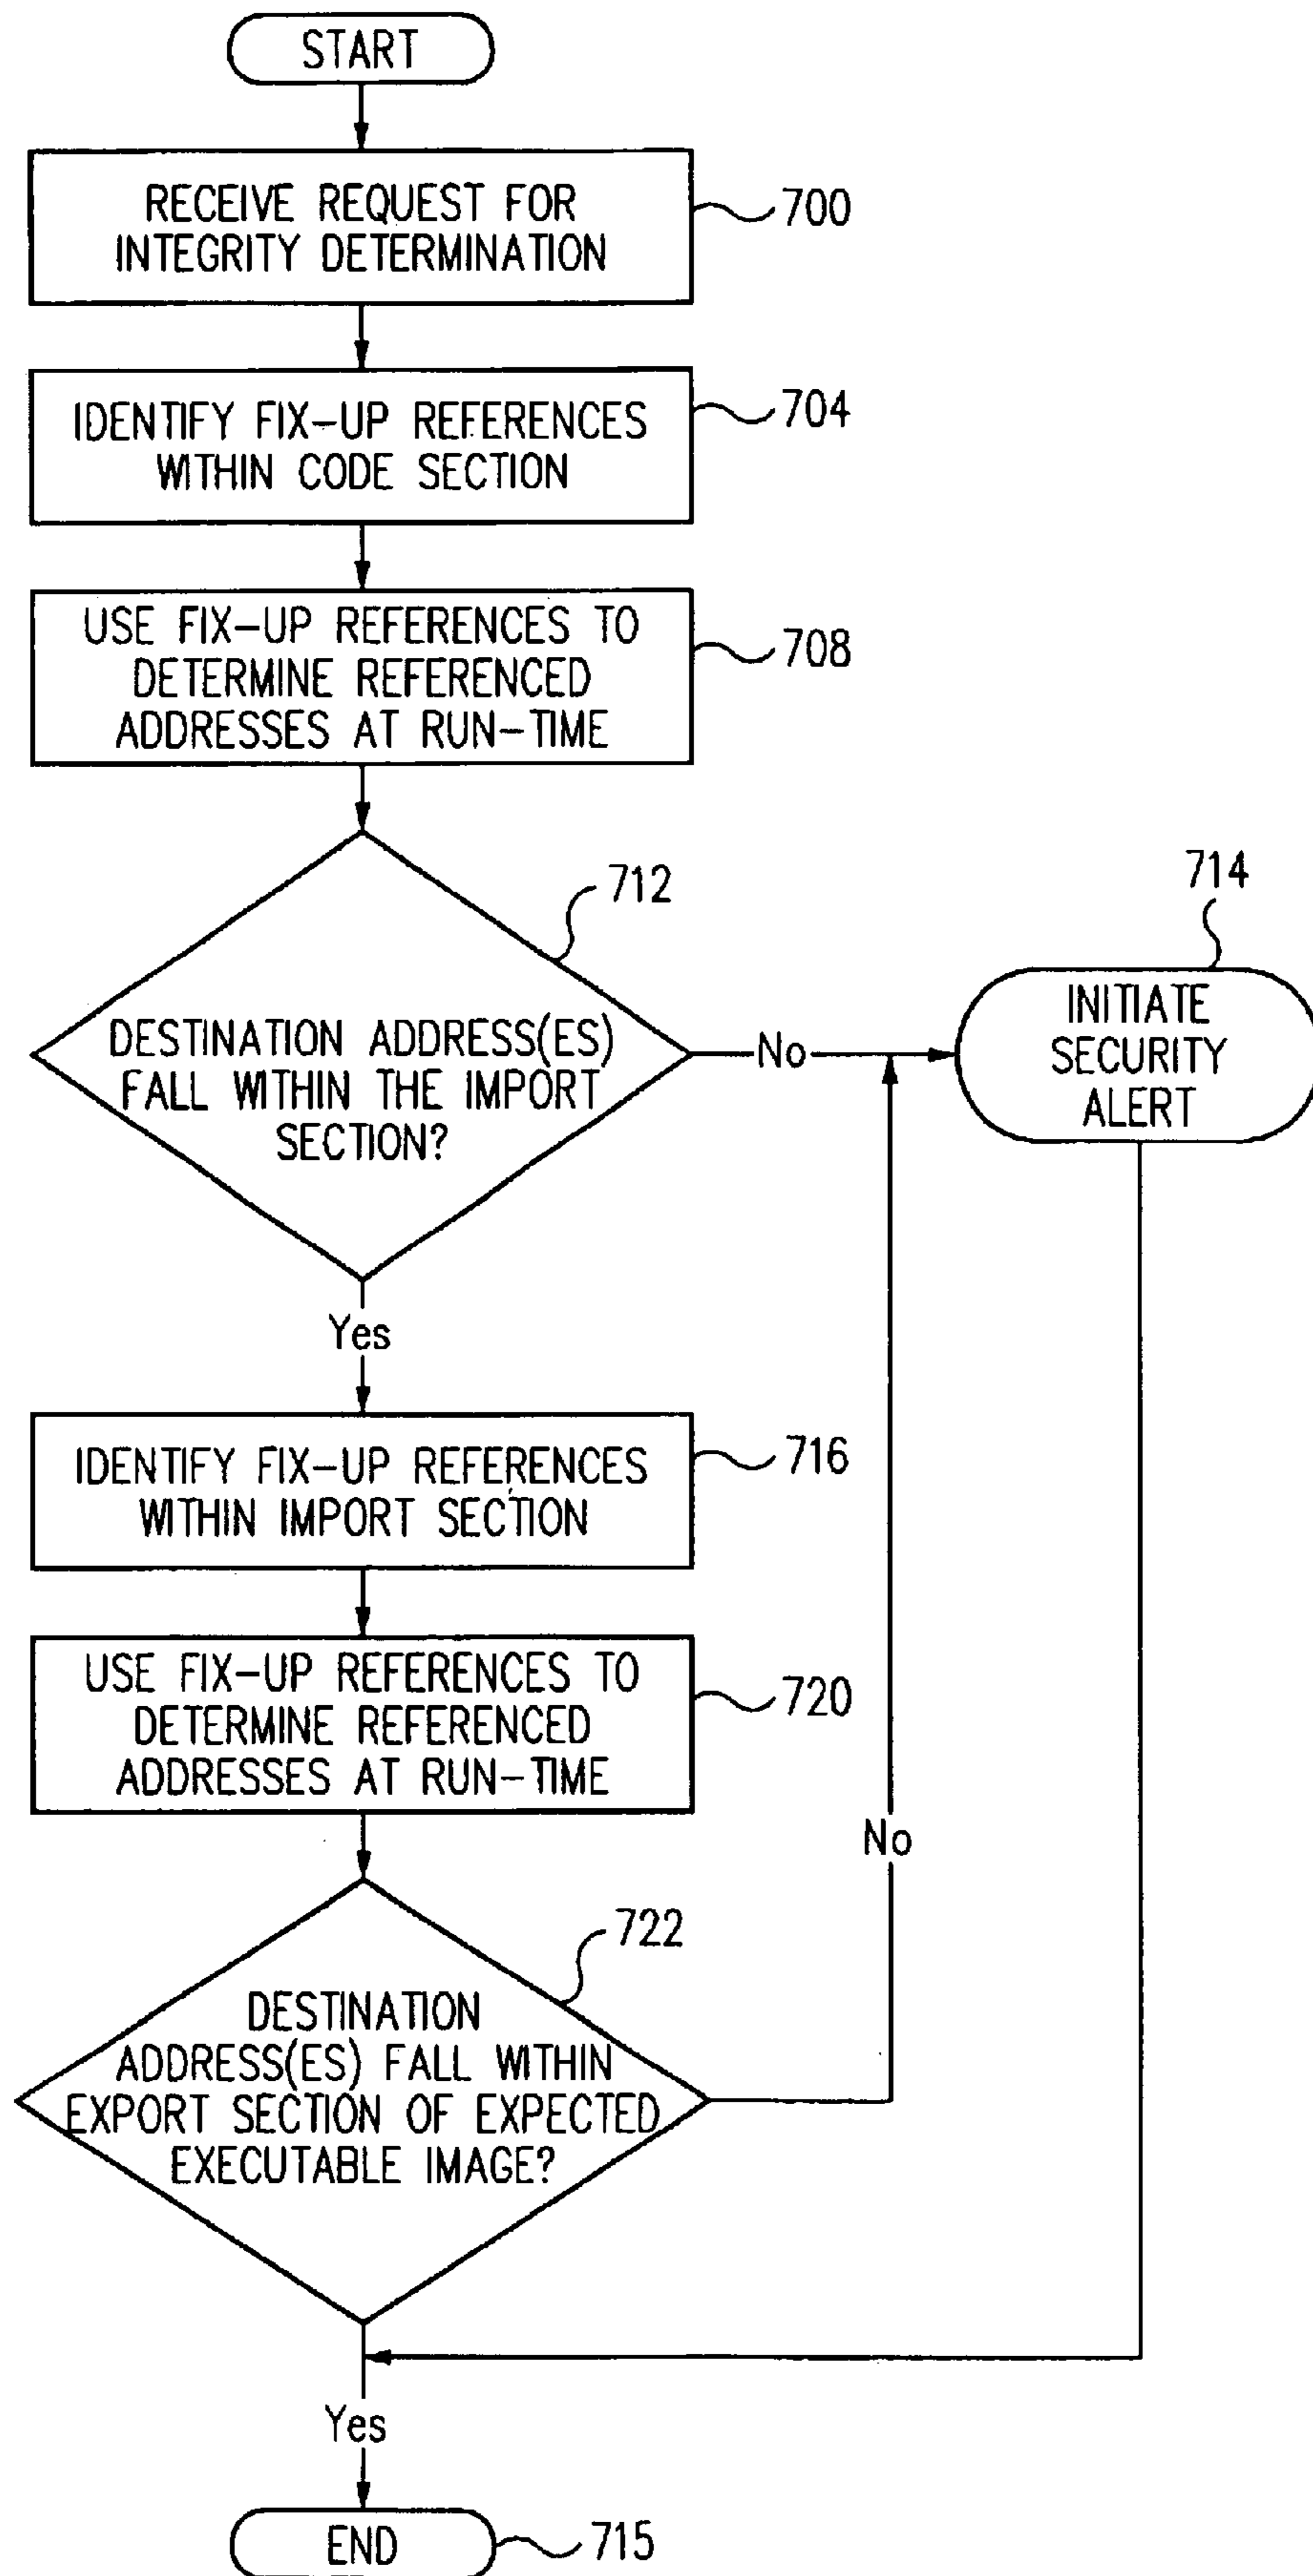 START
RECEIVE REQUEST FOR
INTEGRITY DETERMINATION
700
IDENTIFY FIX-UP REFERENCES
WITHIN CODE SECTION
704
USE FIX-UP REFERENCES TO
DETERMINE REFERENCED
ADDRESSES AT RUN-TIME
708
712
DESTINATION ADDRESS(ES)
FALL WITHIN THE IMPORT
SECTION?
No
714
INITIATE
SECURITY
ALERT
Yes
IDENTIFY FIX-UP REFERENCES
WITHIN IMPORT SECTION
716
USE FIX-UP REFERENCES TO
DETERMINE REFERENCED
ADDRESSES AT RUN-TIME
720
No
722
DESTINATION
ADDRESS(ES) FALL WITHIN
EXPORT SECTION OF EXPECTED
EXECUTABLE IMAGE?
Yes
END
715